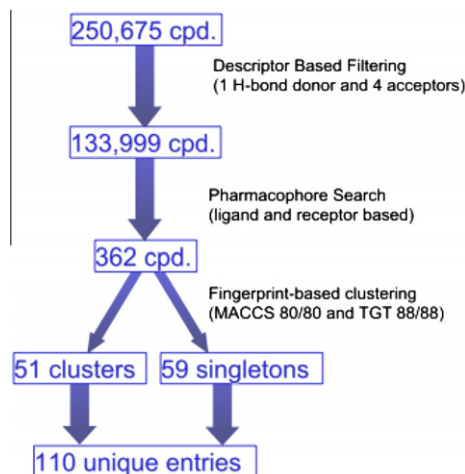 250,675 cpd.
Descriptor Based Filtering
(1 H-bond donor and 4 acceptors)
133,999 cpd.
Pharmacophore Search
(ligand and receptor based)
362 cpd.
Fingerprint-based clustering
(MACCS 80/80 and TGT 88/88)
51 clusters
59 singletons
110 unique entries